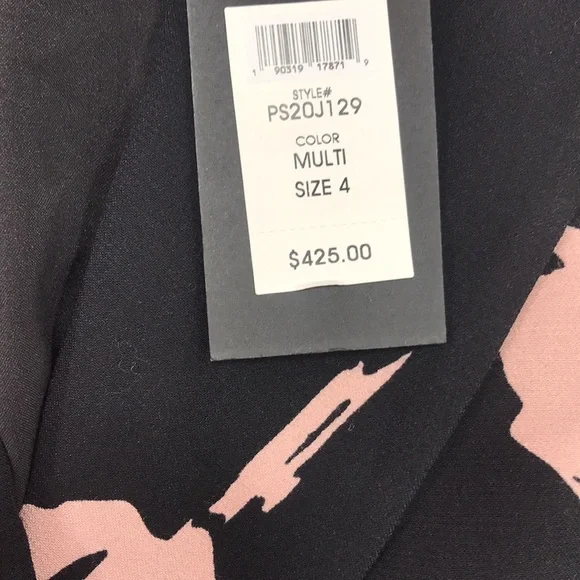 1 90319 17871 9
STYLE#
PS20J129
COLOR
MULTI
SIZE 4
$425.00